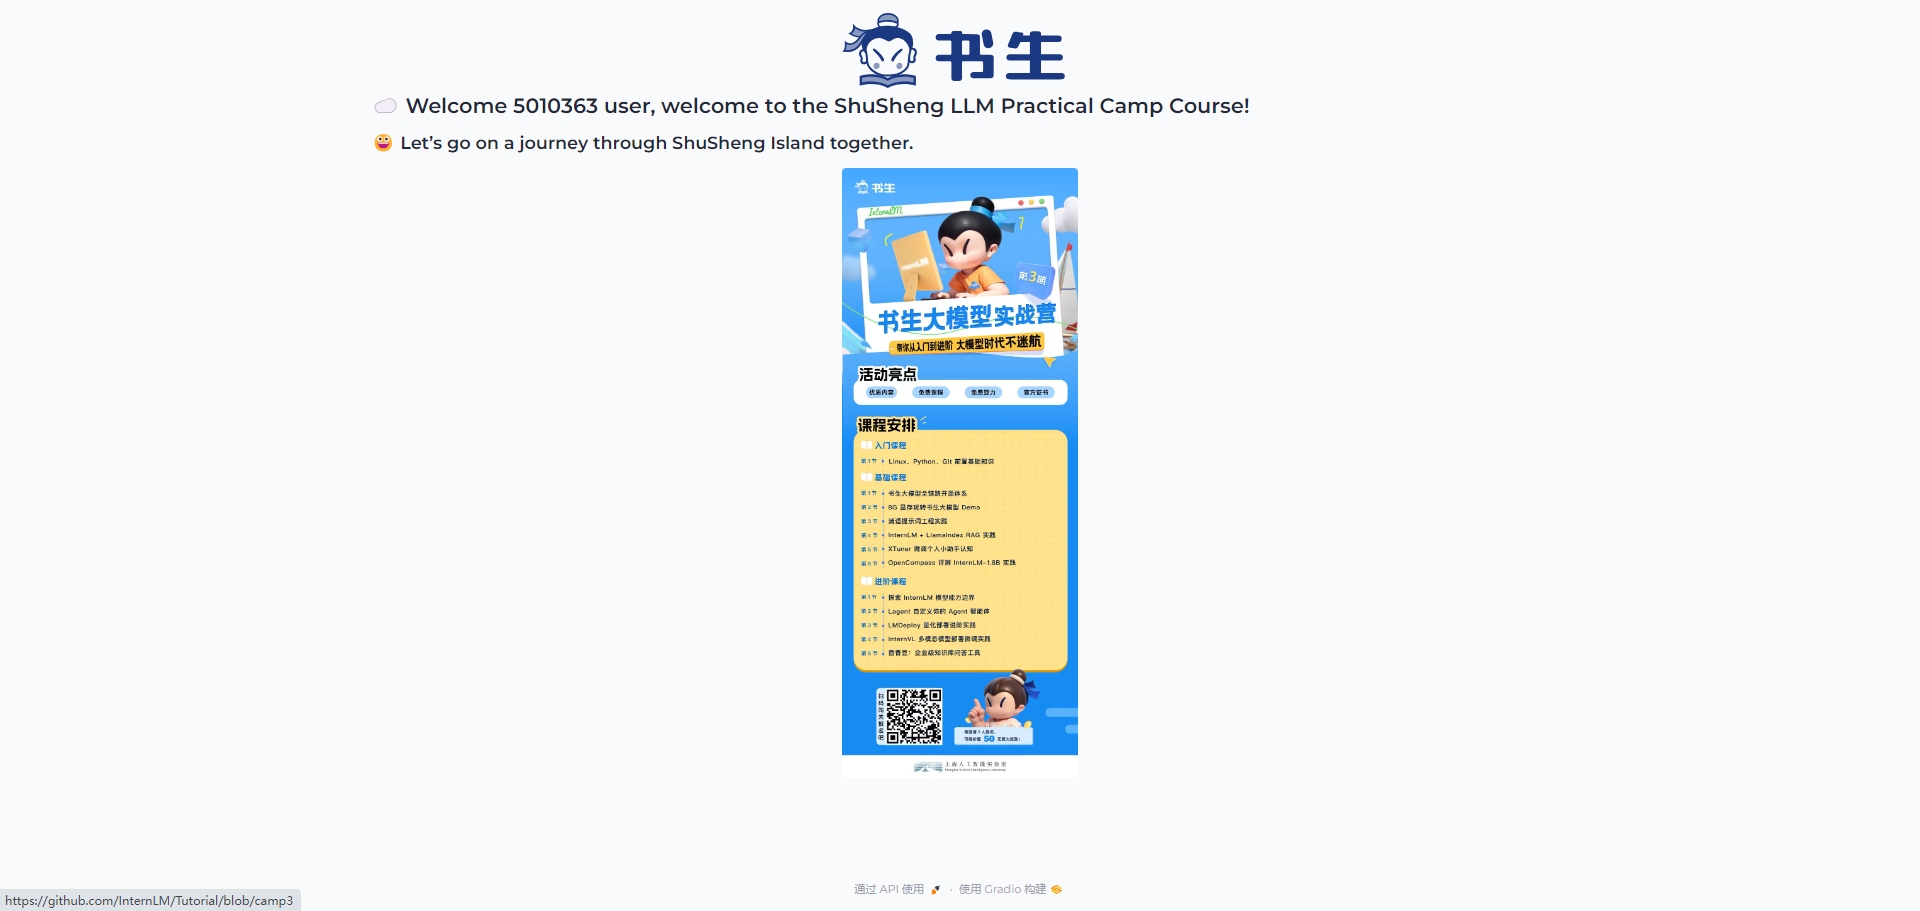 书生
Welcome 5010363 user, welcome to the ShuSheng LLM Practical Camp Course!
Let’s go on a journey through ShuSheng Island together.
书生
InternLM
InternLM
第3期
书生大模型实战营
带你从入门到进阶 大模型时代不迷航
活动亮点
优质内容 免费课程 免费算力 官方证书
课程安排
入门课程
第1节 Linux、Python、Git 前置基础知识
基础课程
第1节 书生大模型全链路开源体系
第2节 8G 显存玩转书生大模型 Demo
第3节 浦语提示词工程实践
第4节 InternLM + LlamaIndex RAG 实践
第5节 XTuner 微调个人小助手认知
第6节 OpenCompass 评测 InternLM-1.8B 实践
进阶课程
第1节 探索 InternLM 模型能力边界
第2节 Lagent 自定义你的 Agent 智能体
第3节 LMDeploy 量化部署进阶实践
第4节 InternVL 多模态模型部署微调实践
茴香豆：企业级知识库问答工具
50
上海人工智能实验室
Shanghai Artificial Intelligence Laboratory
通过 API 使用 · 使用 Gradio 构建
https://github.com/InternLM/Tutorial/blob/camp3